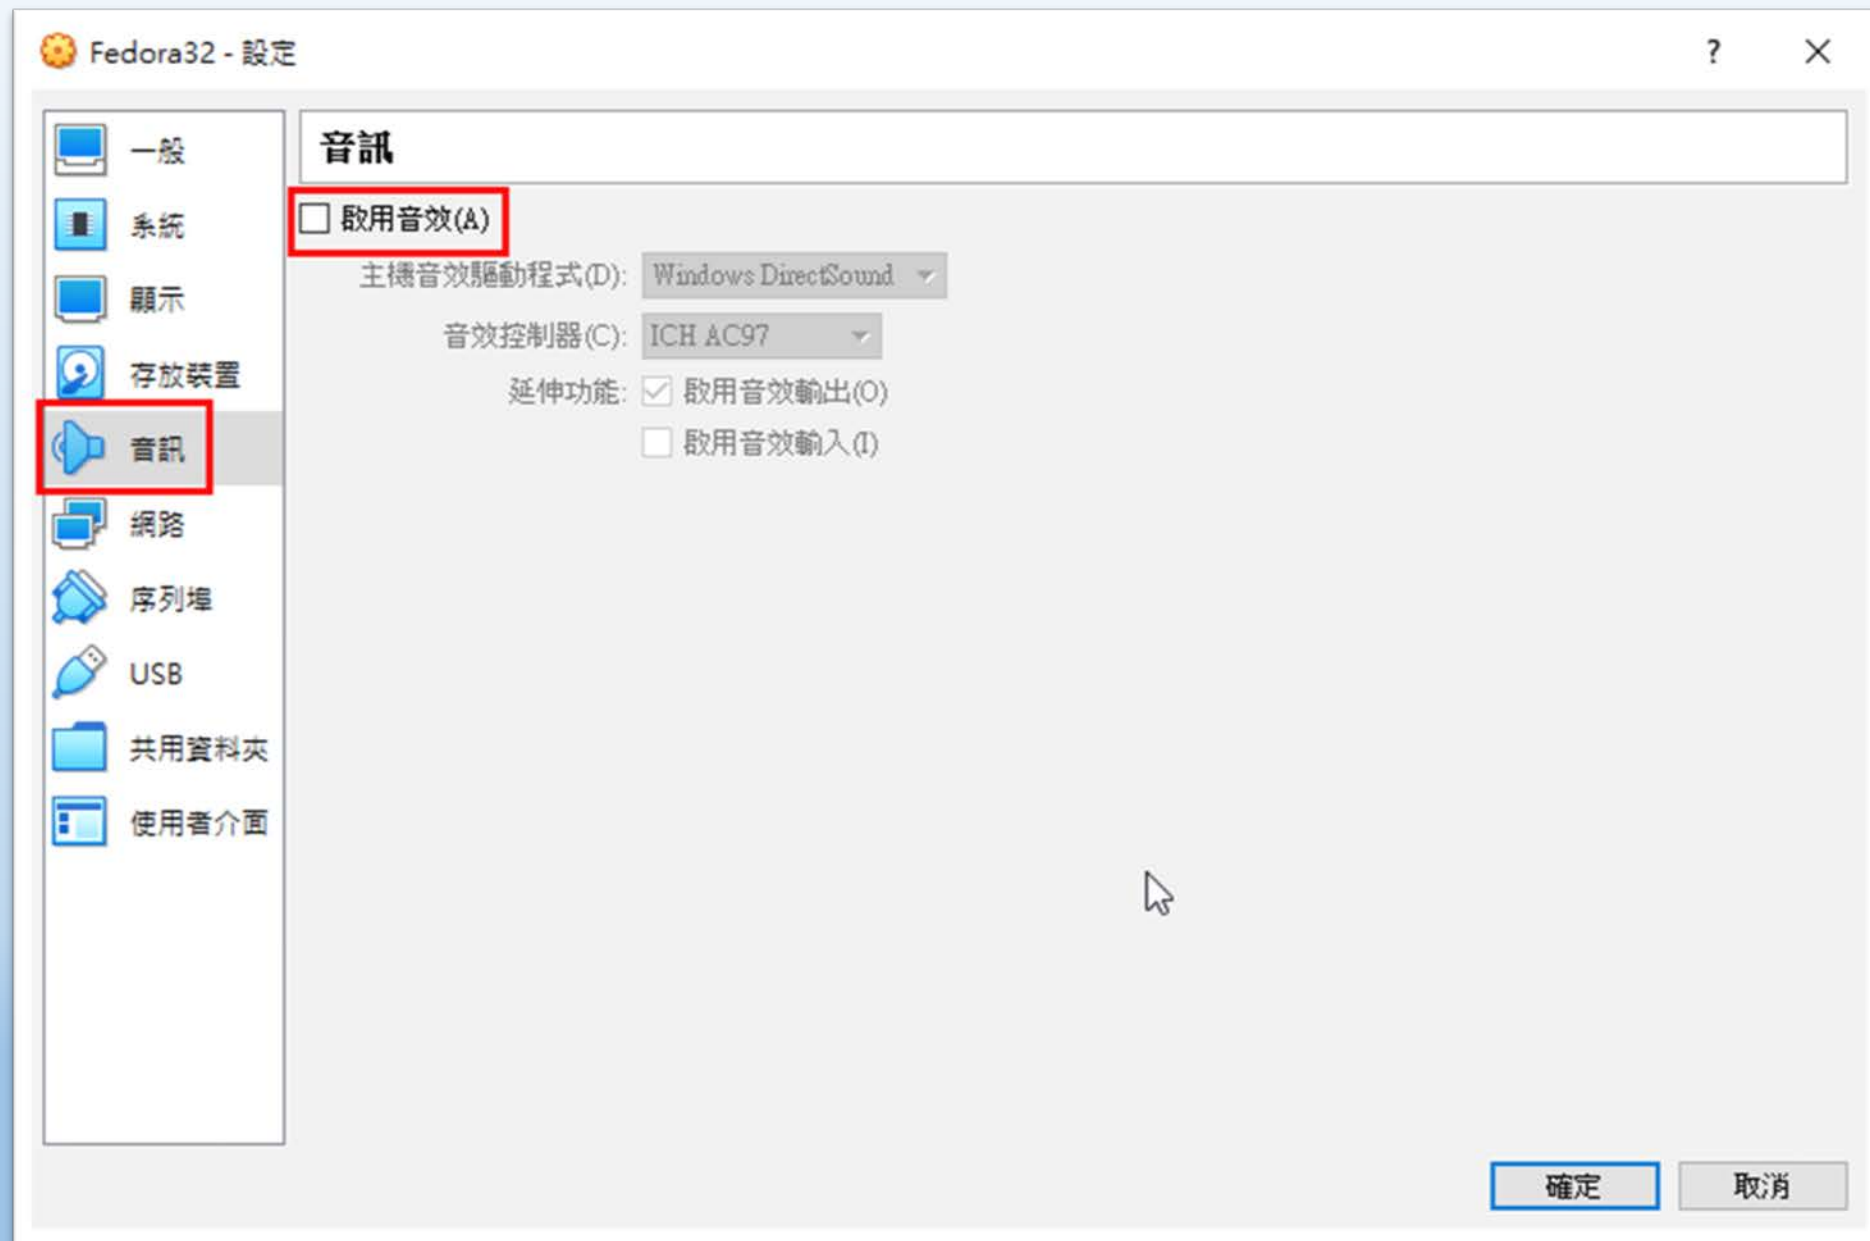 Fedora32 - 設定
?
一般
系統
顯示
存放裝置
音訊
網路
序列埠
USB
共用資料夾
使用者介面
音訊
啟用音效(A)
主機音效驅動程式(D): Windows DirectSound
音效控制器(C): ICH AC97
延伸功能: 啟用音效輸出(O)
啟用音效輸入(I)
確定 取消